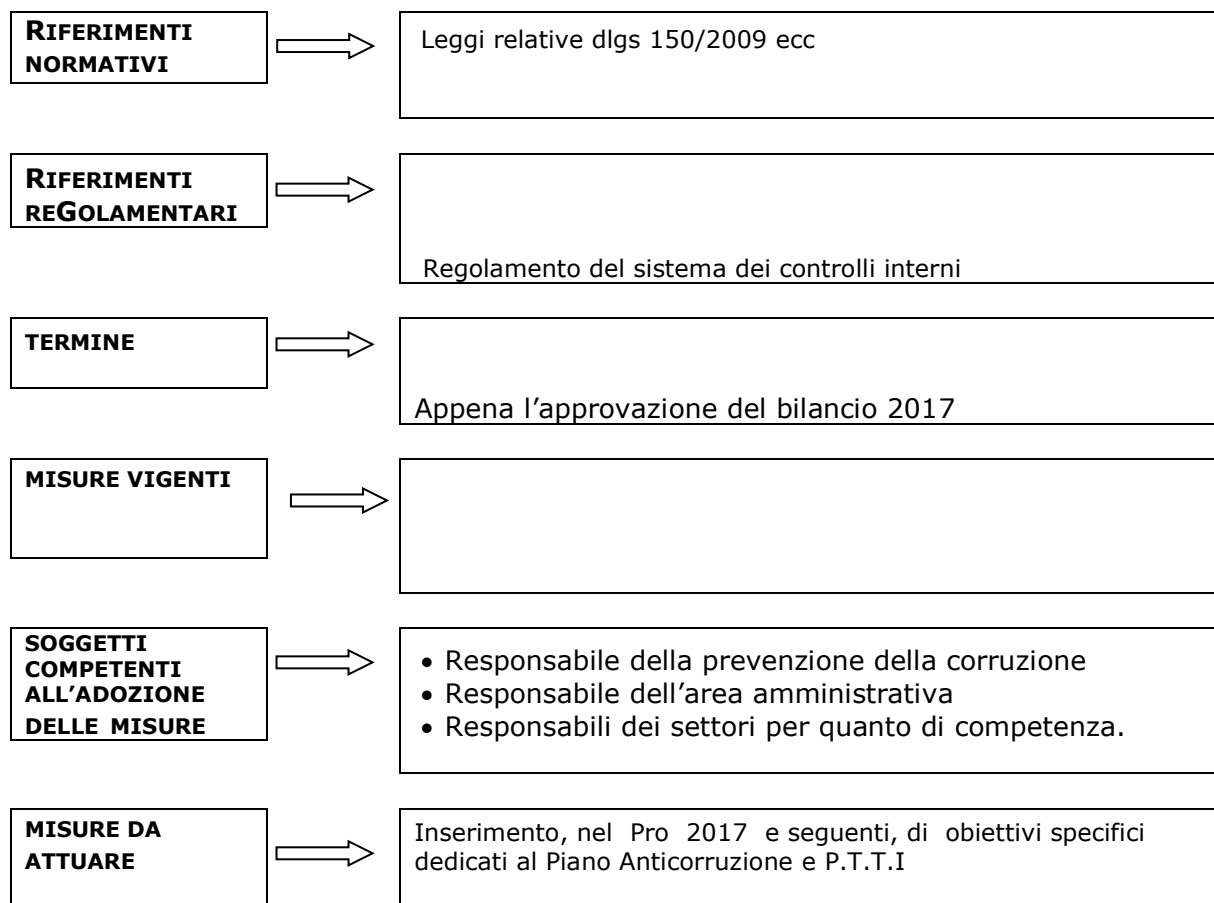 RIFERIMENTI
NORMATIVI
Leggi relative dlgs 150/2009 ecc
RIFERIMENTI
REGOLAMENTARI
Regolamento del sistema dei controlli interni
TERMINE
Appena l’approvazione del bilancio 2017
MISURE VIGENTI
SOGGETTI
COMPETENTI
ALL’ADOZIONE
DELLE MISURE
• Responsabile della prevenzione della corruzione
• Responsabile dell’area amministrativa
• Responsabili dei settori per quanto di competenza.
MISURE DA
ATTUARE
Inserimento, nel Pro 2017 e seguenti, di obiettivi specifici
dedicati al Piano Anticorruzione e P.T.T.I